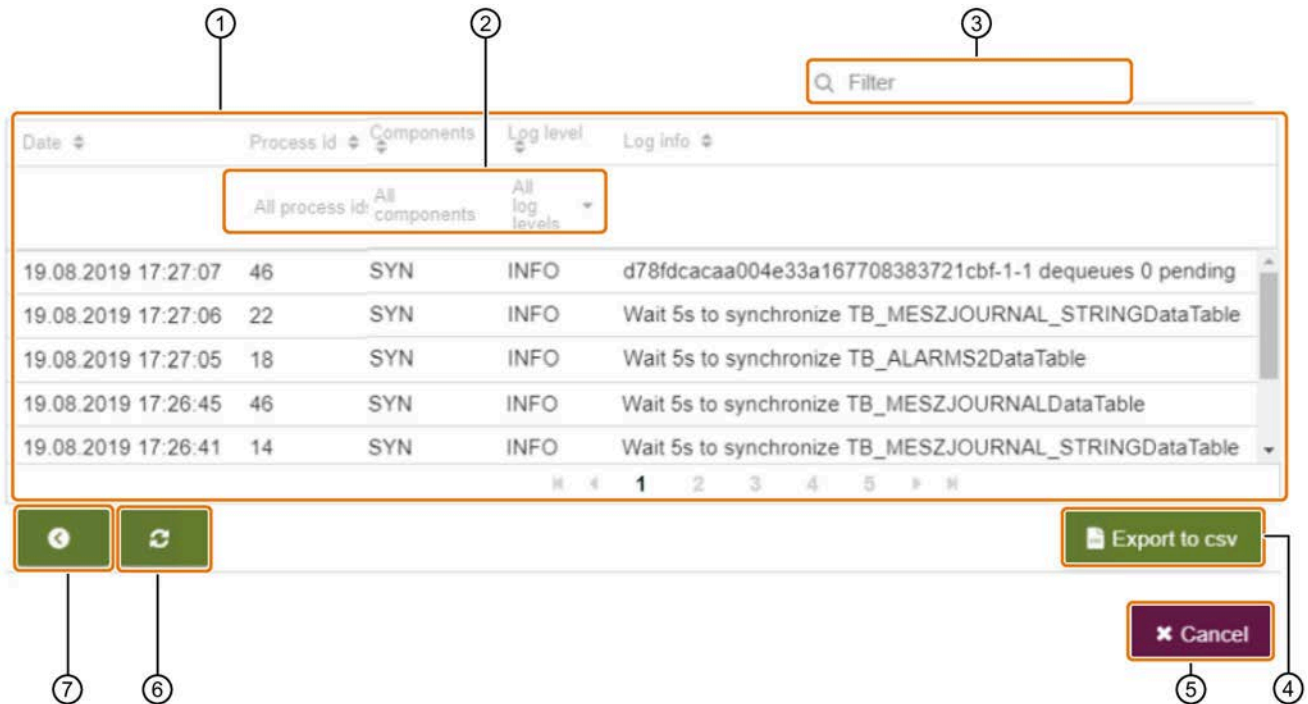 1 2 3
Filter
Date Process id Components Log level Log info
All process ids All components All log levels
19.08.2019 17:27:07 46 SYN INFO d78fdcacaa004e33a167708383721cbf-1-1 dequeues 0 pending
19.08.2019 17:27:06 22 SYN INFO Wait 5s to synchronize TB_MESZJOURNAL_STRINGDataTable
19.08.2019 17:27:05 18 SYN INFO Wait 5s to synchronize TB_ALARMS2DataTable
19.08.2019 17:26:45 46 SYN INFO Wait 5s to synchronize TB_MESZJOURNALDataTable
19.08.2019 17:26:41 14 SYN INFO Wait 5s to synchronize TB_MESZJOURNAL_STRINGDataTable
1 2 3 4 5
Export to csv
Cancel
7 6 5 4